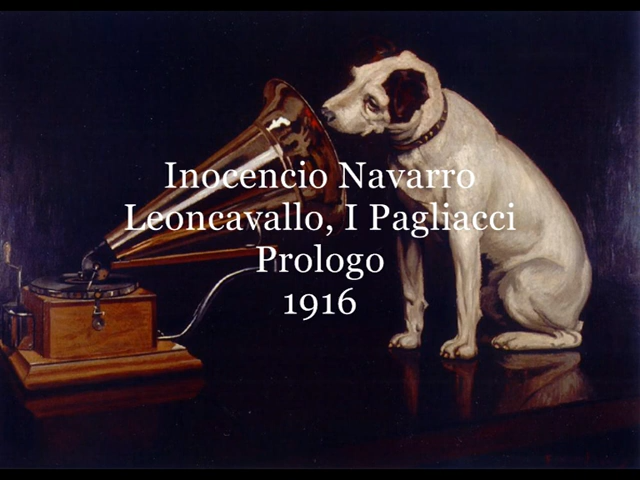 Inocencio Navarro
Leoncavallo, I Pagliacci
Prologo
1916